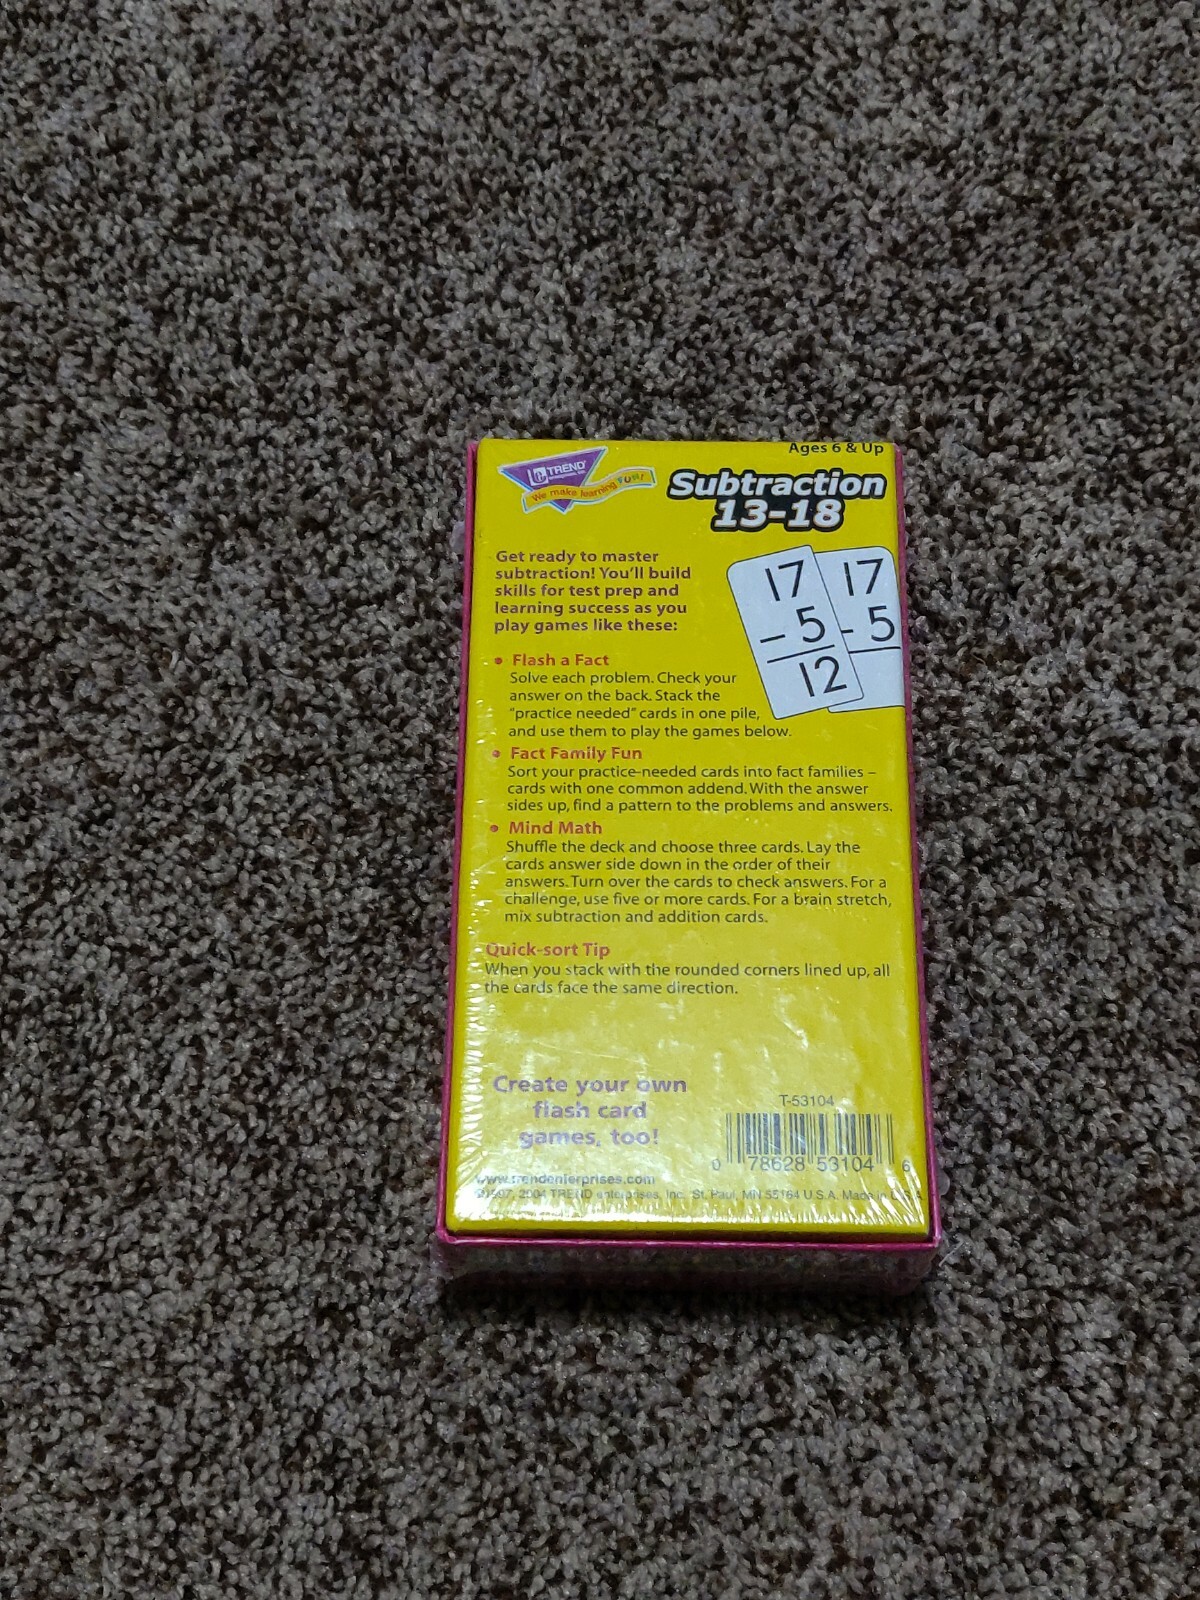 Ages 6 & Up
TREND
We make learning FUN!
Subtraction
13-18
Get ready to master
subtraction! You'll build
skills for test prep and
learning success as you
play games like these:
17
- 5
12
17
- 5
• Flash a Fact
Solve each problem. Check your
answer on the back. Stack the
"practice needed" cards in one pile,
and use them to play the games below.
• Fact Family Fun
Sort your practice-needed cards into fact families –
cards with one common addend. With the answer
sides up, find a pattern to the problems and answers.
• Mind Math
Shuffle the deck and choose three cards. Lay the
cards answer side down in the order of their
answers. Turn over the cards to check answers. For a
challenge, use five or more cards. For a brain stretch,
mix subtraction and addition cards.
Quick-sort Tip
When you stack with the rounded corners lined up, all
the cards face the same direction.
Create your own
flash card
games, too!
T-53104
0 78628 53104 6
www.trendenterprises.com
©1997, 2004 TREND enterprises, Inc. St. Paul, MN 55164 U.S.A. Made in U.S.A.